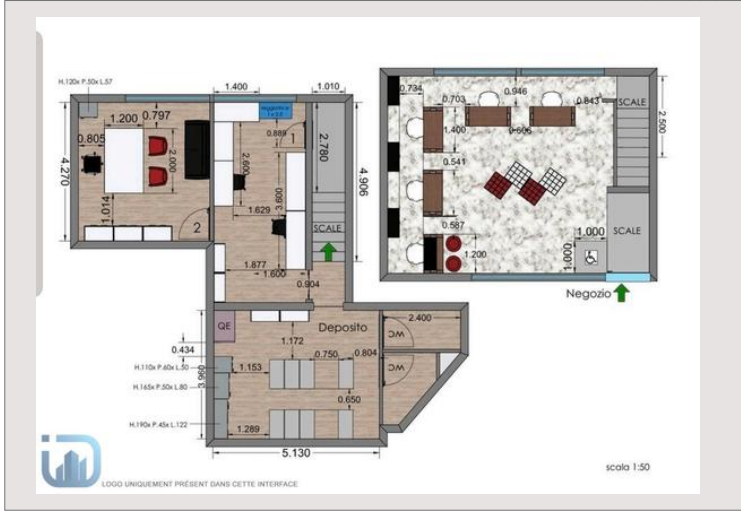 H.120x P.50x L.57
1.400
1.010
0.797
1.200
0.805
2.000
4.270
1.014
2
0.889
1
2.600
3.600
1.629
2.780
4.906
SCALE
1.877
1.600
0.904
0.734
0.703
0.946
0.843
SCALE
2.500
1.400
0.606
0.541
0.587
1.200
1.000
1.000
SCALE
Negozio
QE
Deposito
2.400
WC
WC
0.434
1.172
0.750
0.804
H.110x P.60x L.50
1.153
3.960
H.165x P.50x L.80
0.650
H.190x P.45x L.122
1.289
5.130
scala 1:50
LOGO UNIQUEMENT PRÉSENT DANS CETTE INTERFACE